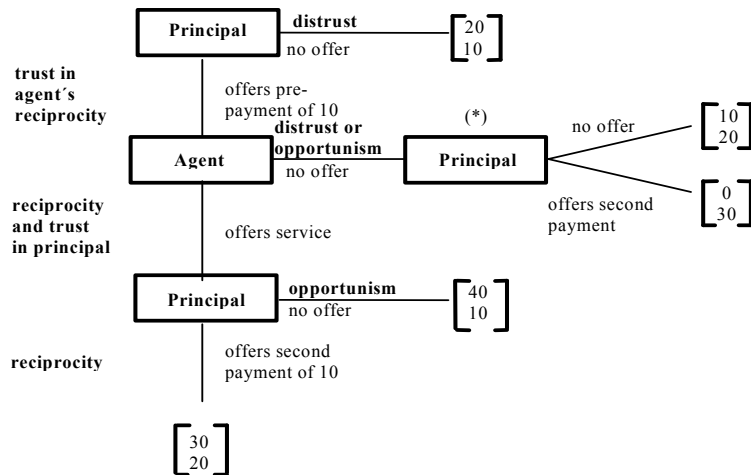 Principal
distrust
no offer
20
10
trust in
agent´s
reciprocity
offers pre-
payment of 10
Agent
distrust or
opportunism
no offer
(*)
Principal
no offer
10
20
offers second
payment
0
30
reciprocity
and trust
in principal
offers service
Principal
opportunism
no offer
40
10
reciprocity
offers second
payment of 10
30
20